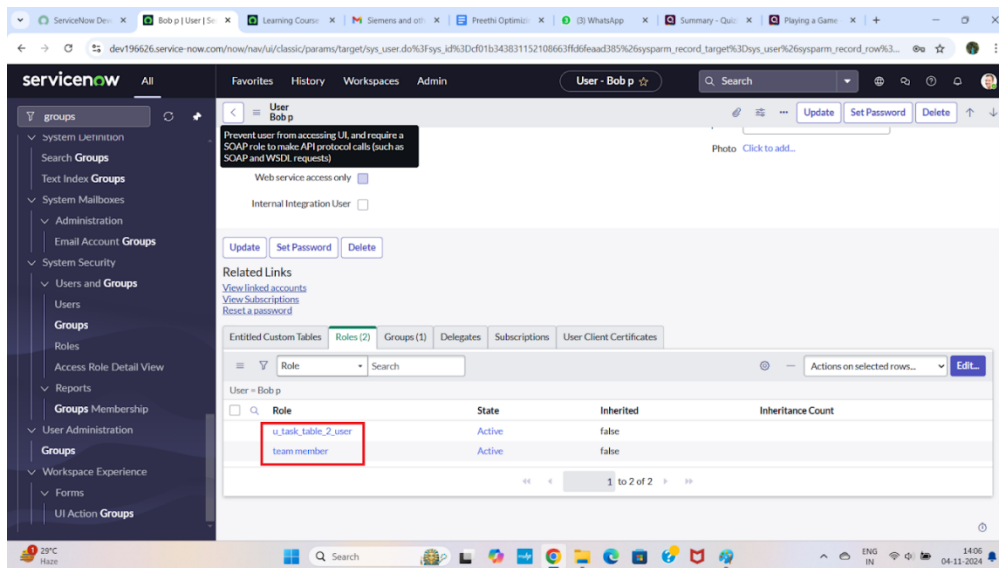 ServiceNow Dev
Bob p | User | Se
Learning Course
Siemens and oth
Preethi Optimizi
(3) WhatsApp
Summary - Quiz
Playing a Game
dev196626.service-now.com/now/nav/ui/classic/params/target/sys_user.do%3Fsys_id%3Dcf01b343831152108663ffd6feaad385%26sysparm_record_target%3Dsys_user%26sysparm_record_row%3...
servicenow All Favorites History Workspaces Admin User - Bob p Search
groups
System Definition
Search Groups
Text Index Groups
System Mailboxes
Administration
Email Account Groups
System Security
Users and Groups
Users
Groups
Roles
Access Role Detail View
Reports
Groups Membership
User Administration
Groups
Workspace Experience
Forms
UI Action Groups
User
Bob p
Update Set Password Delete
Prevent user from accessing UI, and require a
SOAP role to make API protocol calls (such as
SOAP and WSDL requests)
Photo Click to add...
Web service access only
Internal Integration User
Update Set Password Delete
Related Links
View linked accounts
View Subscriptions
Reset a password
Entitled Custom Tables Roles (2) Groups (1) Delegates Subscriptions User Client Certificates
Role Search Actions on selected rows... Edit...
User = Bob p
Role State Inherited Inheritance Count
u_task_table_2_user Active false
team member Active false
1 to 2 of 2
29°C
Haze
Search
ENG
IN
14:06
04-11-2024